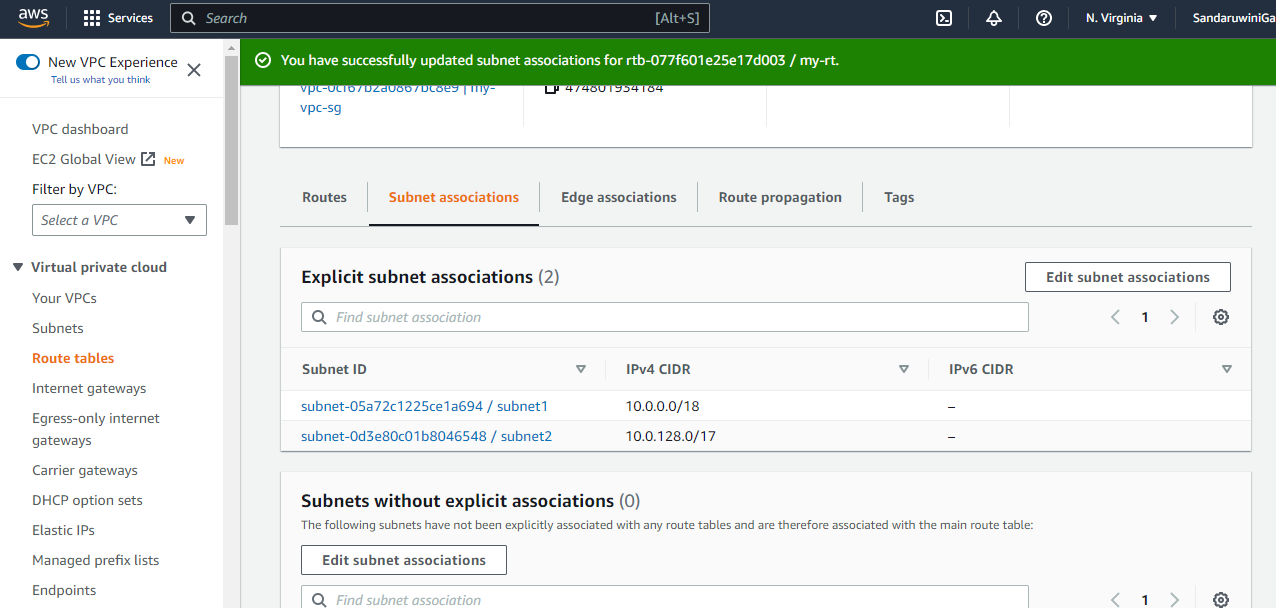 aws
Services
Search
[Alt+S]
N. Virginia
SandaruwiniGa
New VPC Experience
Tell us what you think
You have successfully updated subnet associations for rtb-077f601e25e17d003 / my-rt.
vpc-0cf67b2a0867bc8e9 | my-
vpc-sg
474801934184
VPC dashboard
EC2 Global View New
Filter by VPC:
Select a VPC
Virtual private cloud
Your VPCs
Subnets
Route tables
Internet gateways
Egress-only internet
gateways
Carrier gateways
DHCP option sets
Elastic IPs
Managed prefix lists
Endpoints
Routes
Subnet associations
Edge associations
Route propagation
Tags
Explicit subnet associations (2)
Edit subnet associations
Find subnet association
1
Subnet ID
IPv4 CIDR
IPv6 CIDR
subnet-05a72c1225ce1a694 / subnet1
10.0.0.0/18
–
subnet-0d3e80c01b8046548 / subnet2
10.0.128.0/17
–
Subnets without explicit associations (0)
The following subnets have not been explicitly associated with any route tables and are therefore associated with the main route table:
Edit subnet associations
Find subnet association
1